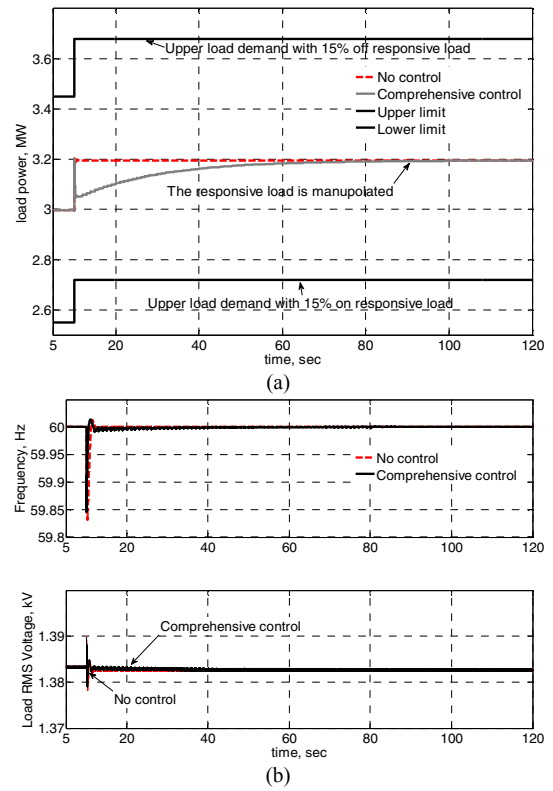 3.6
3.4
3.2
3
2.8
2.6
load power, MW
Upper load demand with 15% off responsive load
No control
Comprehensive control
Upper limit
Lower limit
The responsive load is manupolated
Upper load demand with 15% on responsive load
5 20 40 60 80 100 120
time, sec
(a)
60
59.95
59.9
59.85
59.8
Frequency, Hz
No control
Comprehensive control
5 20 40 60 80 100 120
1.39
1.38
1.37
Load RMS Voltage, kV
Comprehensive control
No control
5 20 40 60 80 100 120
time, sec
(b)